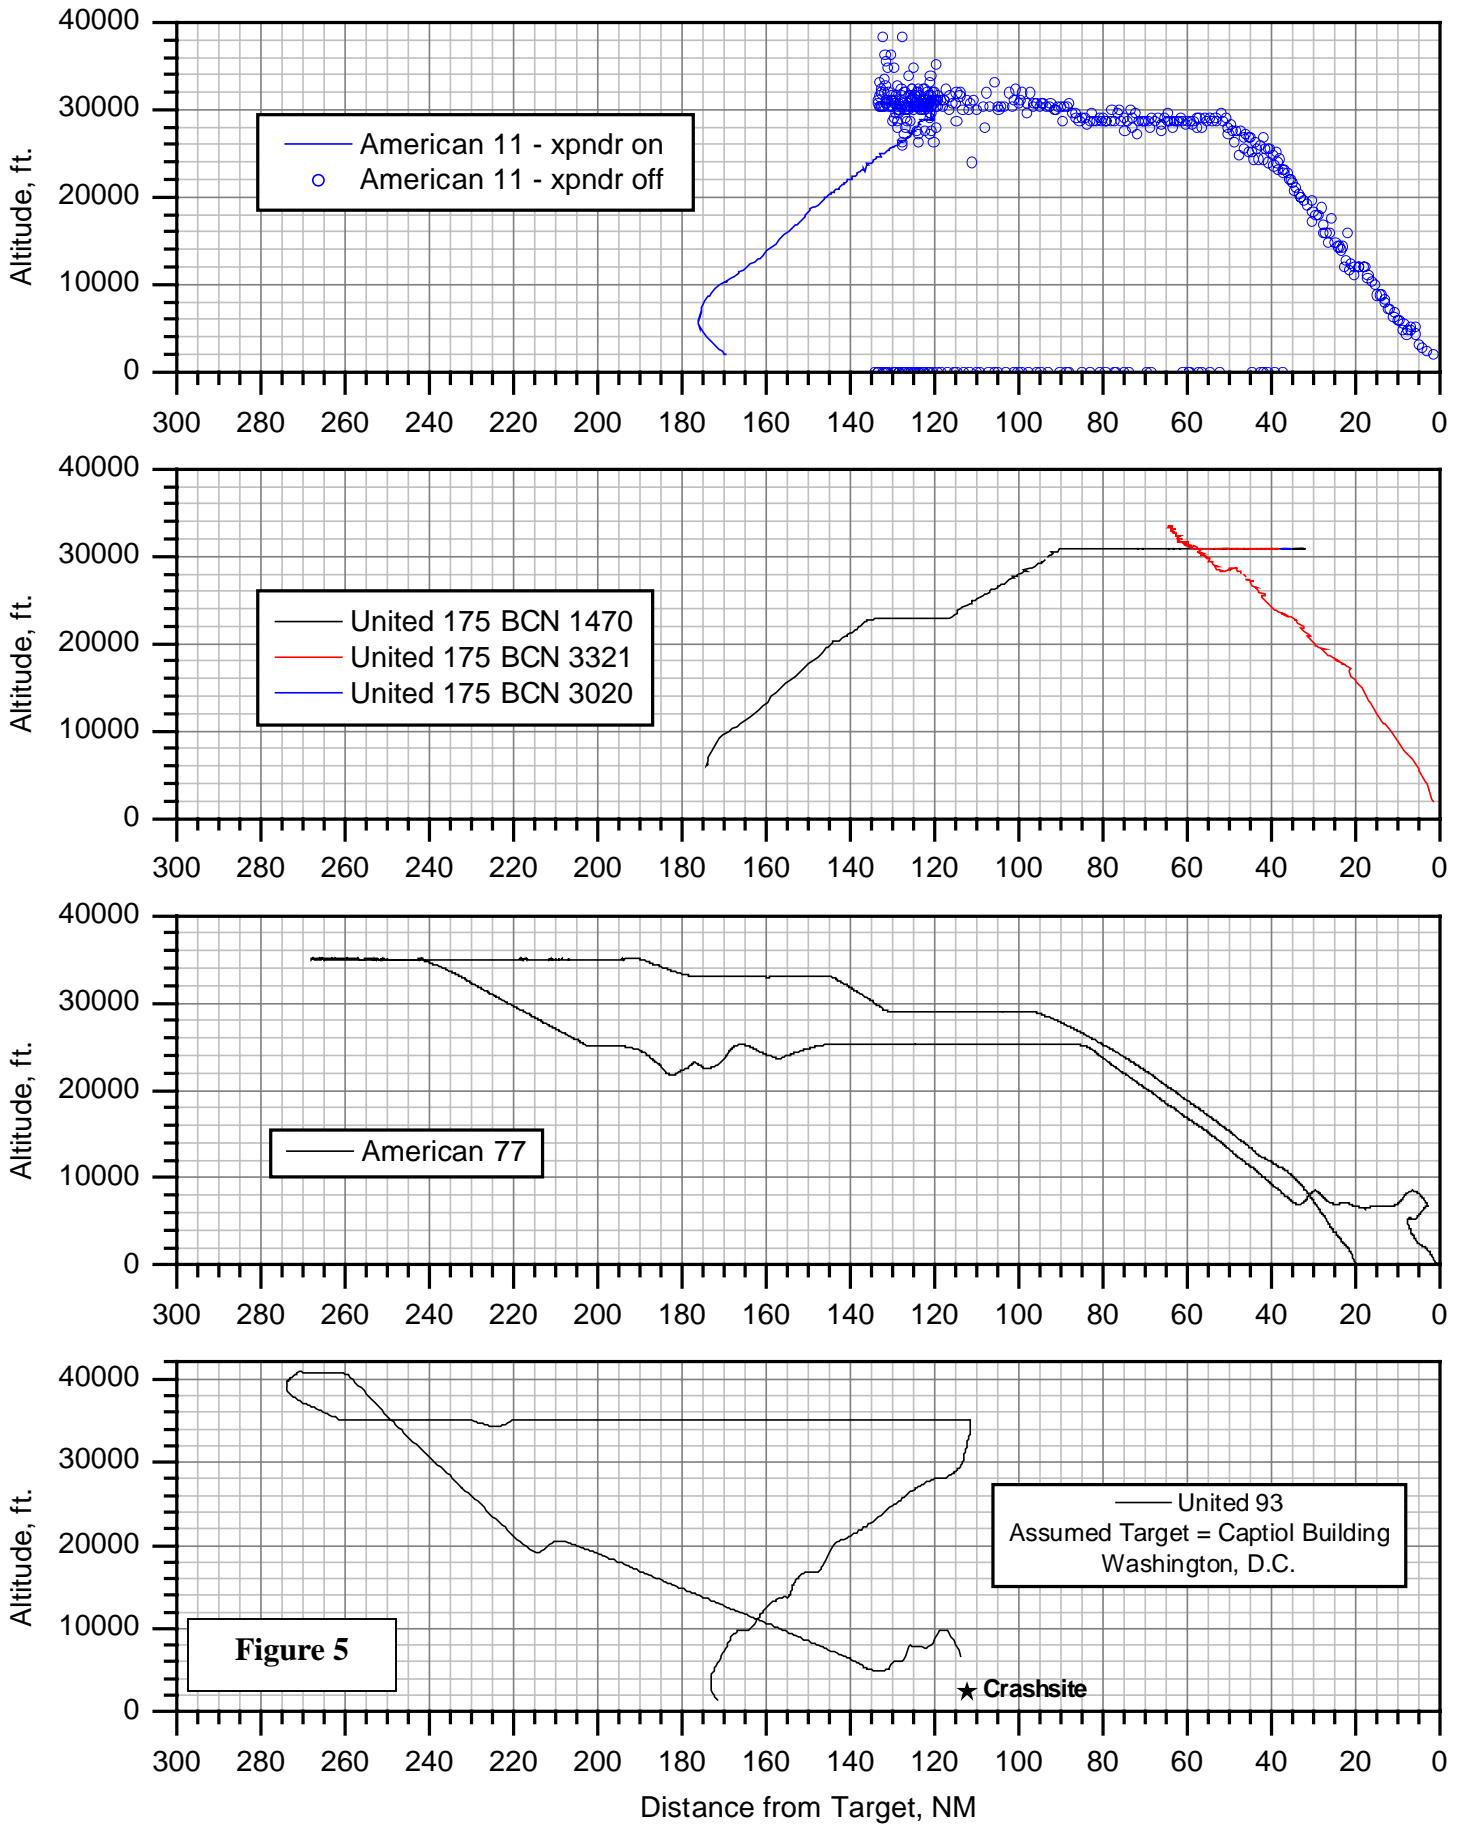 40000
30000
20000
10000
0
Altitude, ft.
American 11 - xpndr on
American 11 - xpndr off
300 280 260 240 220 200 180 160 140 120 100 80 60 40 20 0
40000
30000
20000
10000
0
Altitude, ft.
United 175 BCN 1470
United 175 BCN 3321
United 175 BCN 3020
300 280 260 240 220 200 180 160 140 120 100 80 60 40 20 0
40000
30000
20000
10000
0
Altitude, ft.
American 77
300 280 260 240 220 200 180 160 140 120 100 80 60 40 20 0
40000
30000
20000
10000
0
Altitude, ft.
United 93
Assumed Target = Captiol Building
Washington, D.C.
Figure 5
Crashsite
300 280 260 240 220 200 180 160 140 120 100 80 60 40 20 0
Distance from Target, NM